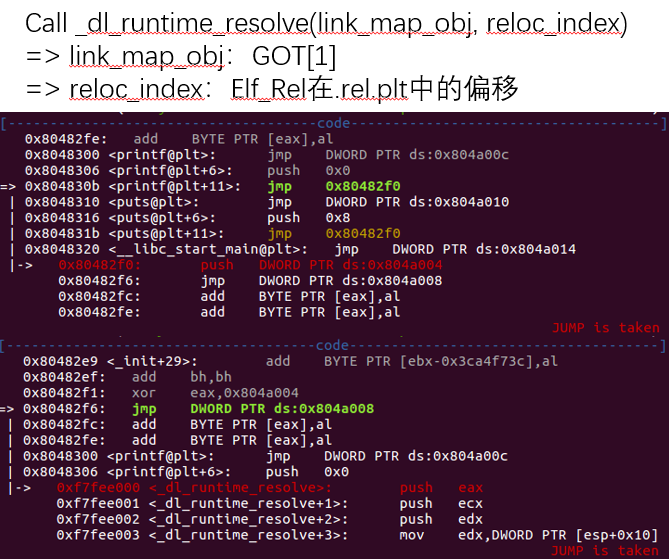 Call _dl_runtime_resolve(link_map_obj, reloc_index)
=> link_map_obj：GOT[1]
=> reloc_index：Elf_Rel在.rel.plt中的偏移
[-------------------------------------code-------------------------------------]
0x80482fe: add BYTE PTR [eax],al
0x8048300 <printf@plt>: jmp DWORD PTR ds:0x804a00c
0x8048306 <printf@plt+6>: push 0x0
=> 0x804830b <printf@plt+11>: jmp 0x80482f0
| 0x8048310 <puts@plt>: jmp DWORD PTR ds:0x804a010
| 0x8048316 <puts@plt+6>: push 0x8
| 0x804831b <puts@plt+11>: jmp 0x80482f0
| 0x8048320 <__libc_start_main@plt>: jmp DWORD PTR ds:0x804a014
|-> 0x80482f0: push DWORD PTR ds:0x804a004
0x80482f6: jmp DWORD PTR ds:0x804a008
0x80482fc: add BYTE PTR [eax],al
0x80482fe: add BYTE PTR [eax],al
JUMP is taken
[-------------------------------------code-------------------------------------]
0x80482e9 <_init+29>: add BYTE PTR [ebx-0x3ca4f73c],al
0x80482ef: add bh,bh
0x80482f1: xor eax,0x804a004
=> 0x80482f6: jmp DWORD PTR ds:0x804a008
| 0x80482fc: add BYTE PTR [eax],al
| 0x80482fe: add BYTE PTR [eax],al
| 0x8048300 <printf@plt>: jmp DWORD PTR ds:0x804a00c
| 0x8048306 <printf@plt+6>: push 0x0
|-> 0xf7fee000 <_dl_runtime_resolve>: push eax
0xf7fee001 <_dl_runtime_resolve+1>: push ecx
0xf7fee002 <_dl_runtime_resolve+2>: push edx
0xf7fee003 <_dl_runtime_resolve+3>: mov edx,DWORD PTR [esp+0x10]
JUMP is taken